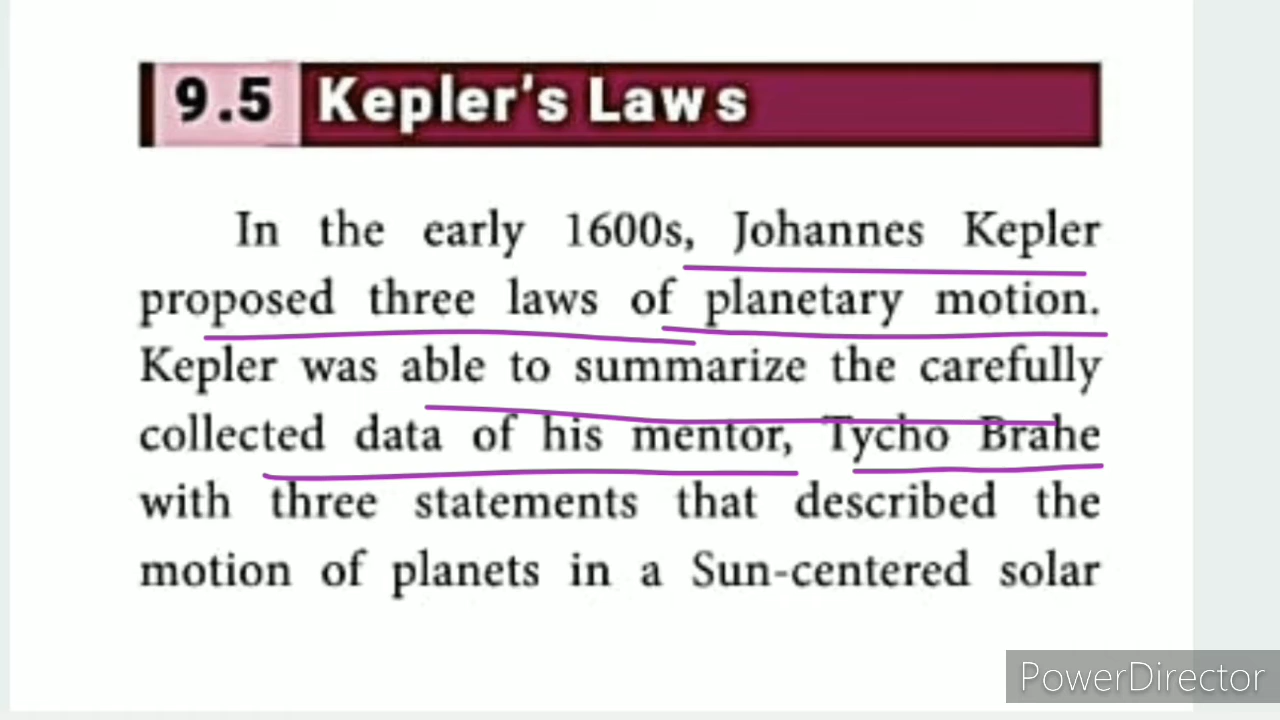 9.5 Kepler's Laws
In the early 1600s, Johannes Kepler
proposed three laws of planetary motion.
Kepler was able to summarize the carefully
collected data of his mentor, Tycho Brahe
with three statements that described the
motion of planets in a Sun-centered solar
PowerDirector